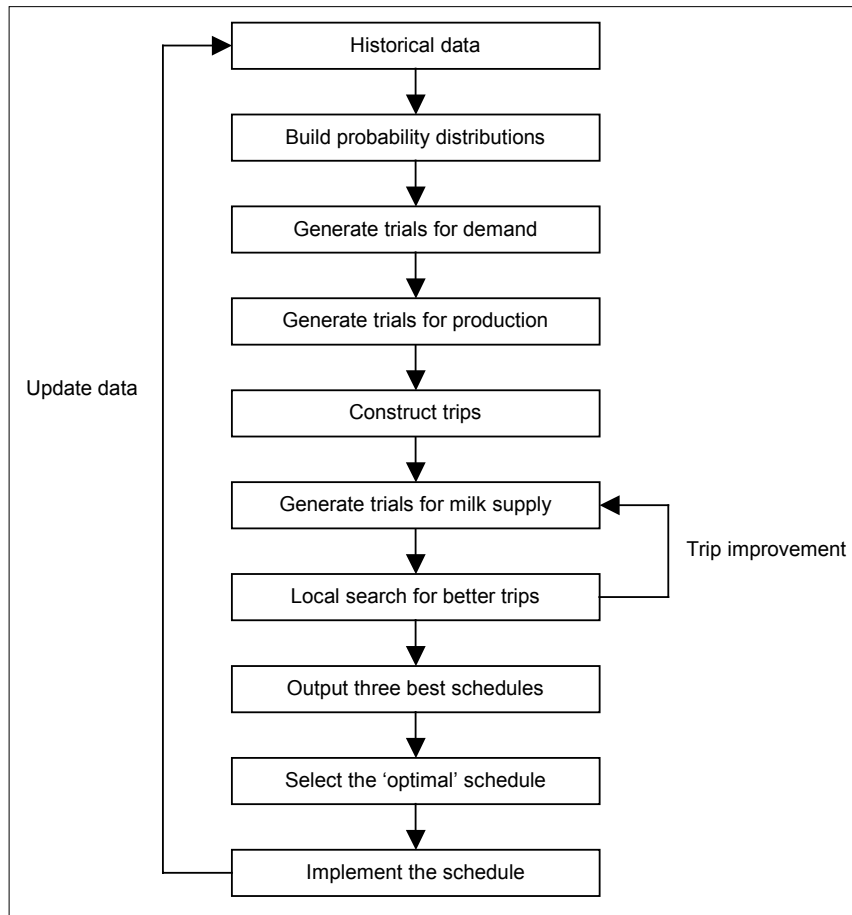 Historical data
Build probability distributions
Generate trials for demand
Generate trials for production
Construct trips
Update data
Generate trials for milk supply
Trip improvement
Local search for better trips
Output three best schedules
Select the ‘optimal’ schedule
Implement the schedule